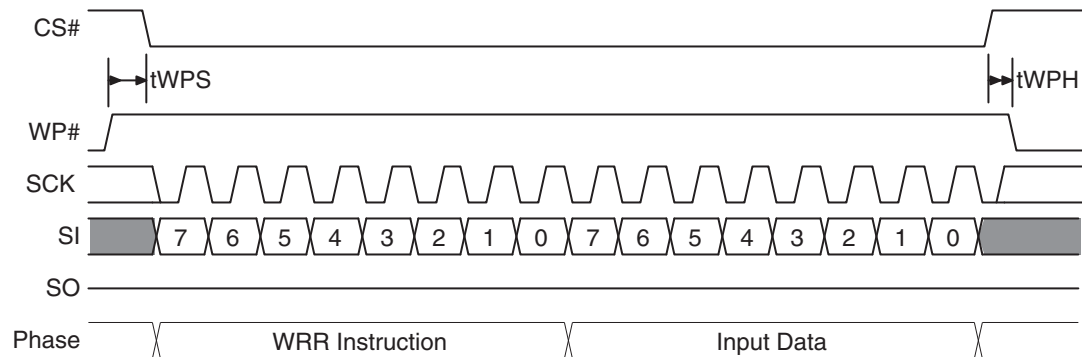 CS#
tWPS tWPH
WP#
SCK
SI 7 6 5 4 3 2 1 0 7 6 5 4 3 2 1 0
SO
Phase WRR Instruction Input Data